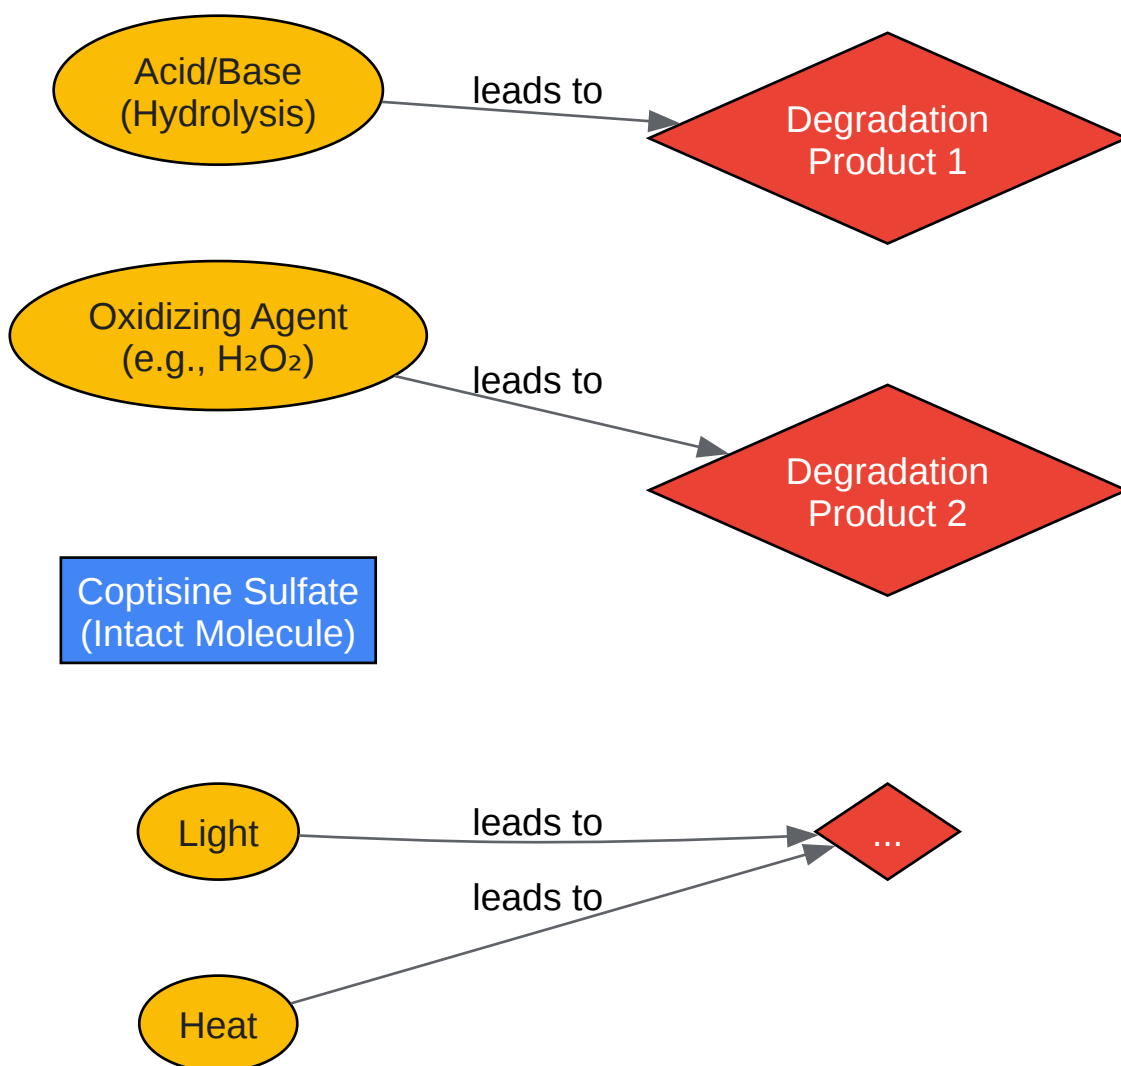 Acid/Base
(Hydrolysis)
leads to
Degradation
Product 1
Oxidizing Agent
(e.g., H₂O₂)
leads to
Degradation
Product 2
Coptisine Sulfate
(Intact Molecule)
Light
leads to
...
leads to
Heat